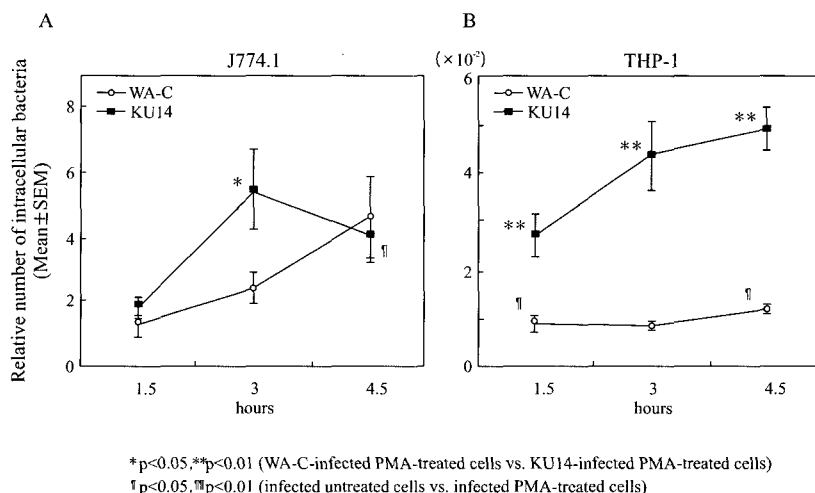 A
B
J774.1
(×10⁻²)
THP-1
WA-C
KU14
WA-C
KU14
Relative number of intracellular bacteria
(Mean±SEM)
8
6
4
2
0
*
¶
1.5
3
4.5
hours
6
4
2
0
**
**
**
¶
¶
1.5
3
4.5
hours
*p<0.05,**p<0.01 (WA-C-infected PMA-treated cells vs. KU14-infected PMA-treated cells)
¶p<0.05,¶¶p<0.01 (infected untreated cells vs. infected PMA-treated cells)